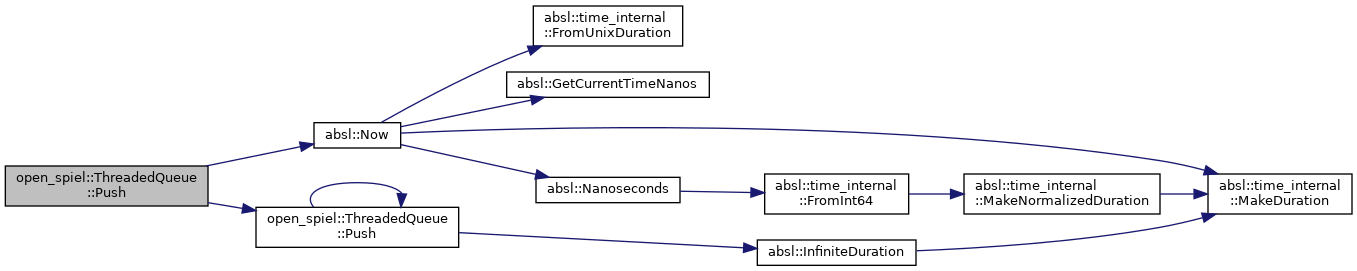 absl::time_internal
::FromUnixDuration
absl::GetCurrentTimeNanos
absl::Now
open_spiel::ThreadedQueue
::Push
absl::Nanoseconds
absl::time_internal
::FromInt64
absl::time_internal
::MakeNormalizedDuration
absl::time_internal
::MakeDuration
open_spiel::ThreadedQueue
::Push
absl::InfiniteDuration